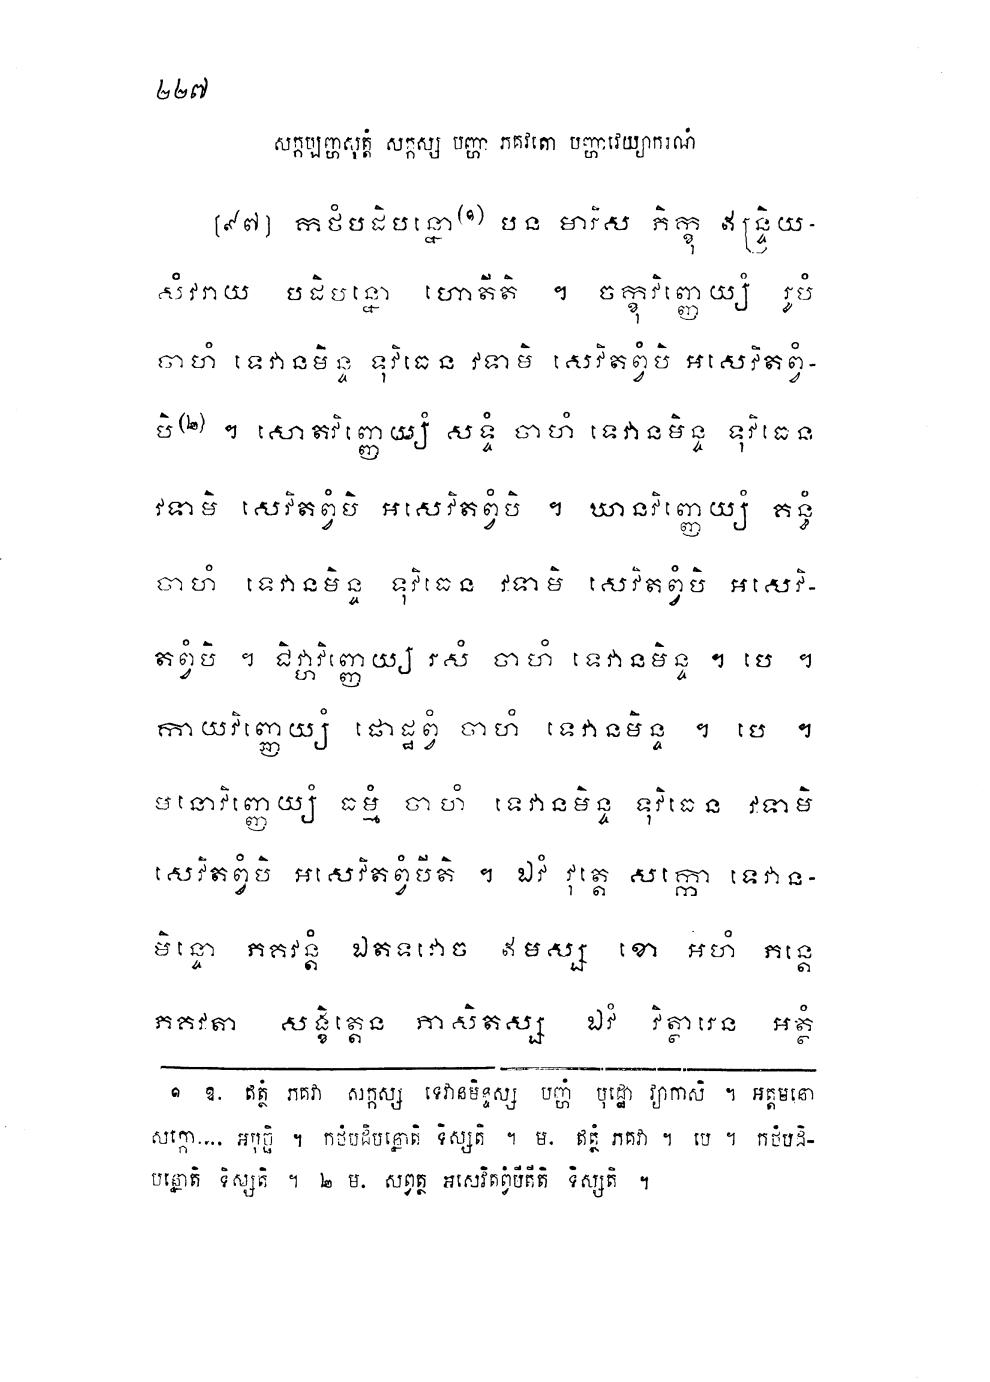 ២២៧
សក្កប្បញ្ហសុត្តំ សក្កស្ស បញ្ហា ភគវតោ បញ្ហាវេយ្យាករណំ
[៩៧] កថំបដិបន្នោ(១) បន មារិស ភិក្ខុ ឥន្ទ្រិយ-
សំវរាយ បដិបន្នោ ហោតីតិ ។ ចក្ខុវិញ្ញេយ្យំ រូបំ
ចាហំ ទេវានមិន្ទ ទុវិធេន វទាមិ សេវិតព្វំបិ អសេវិតព្វំ-
បិ(២) ។ សោតវិញ្ញេយ្យំ សទ្ទំ ចាហំ ទេវានមិន្ទ ទុវិធេន
វទាមិ សេវិតព្វំបិ អសេវិតព្វំបិ ។ ឃានវិញ្ញេយ្យំ គន្ធំ
ចាហំ ទេវានមិន្ទ ទុវិធេន វទាមិ សេវិតព្វំបិ អសេវិ-
តព្វំបិ ។ ជិវ្ហាវិញ្ញេយ្យំ រសំ ចាហំ ទេវានមិន្ទ ។ បេ ។
កាយវិញ្ញេយ្យំ ផោដ្ឋព្វំ ចាហំ ទេវានមិន្ទ ។ បេ ។
មនោវិញ្ញេយ្យំ ធម្មំ ចាហំ ទេវានមិន្ទ ទុវិធេន វទាមិ
សេវិតព្វំបិ អសេវិតព្វំបីតិ ។ ឯវំ វុត្តេ សក្កោ ទេវាន-
មិន្ទោ ភគវន្តំ ឯតទវោច ឥមស្ស ខោ អហំ ភន្តេ
ភគវតា សង្ខិត្តេន ភាសិតស្ស ឯវំ វិត្ថារេន អត្ថំ
១ ឱ. ឥត្ថំ ភគវា សក្កស្ស ទេវានមិន្ទស្ស បញ្ហំ បុដ្ឋោ វ្យាកាសិ ។ អត្តមនោ
សក្កោ.... អបុច្ឆិ ។ កថំបដិបន្នោតិ ទិស្សតិ ។ ម. ឥត្ថំ ភគវា ។ បេ ។ កថំបដិ-
បន្នោតិ ទិស្សតិ ។ ២ ម. សព្វត្ថ អសេវិតព្វំបីតីតិ ទិស្សតិ ។